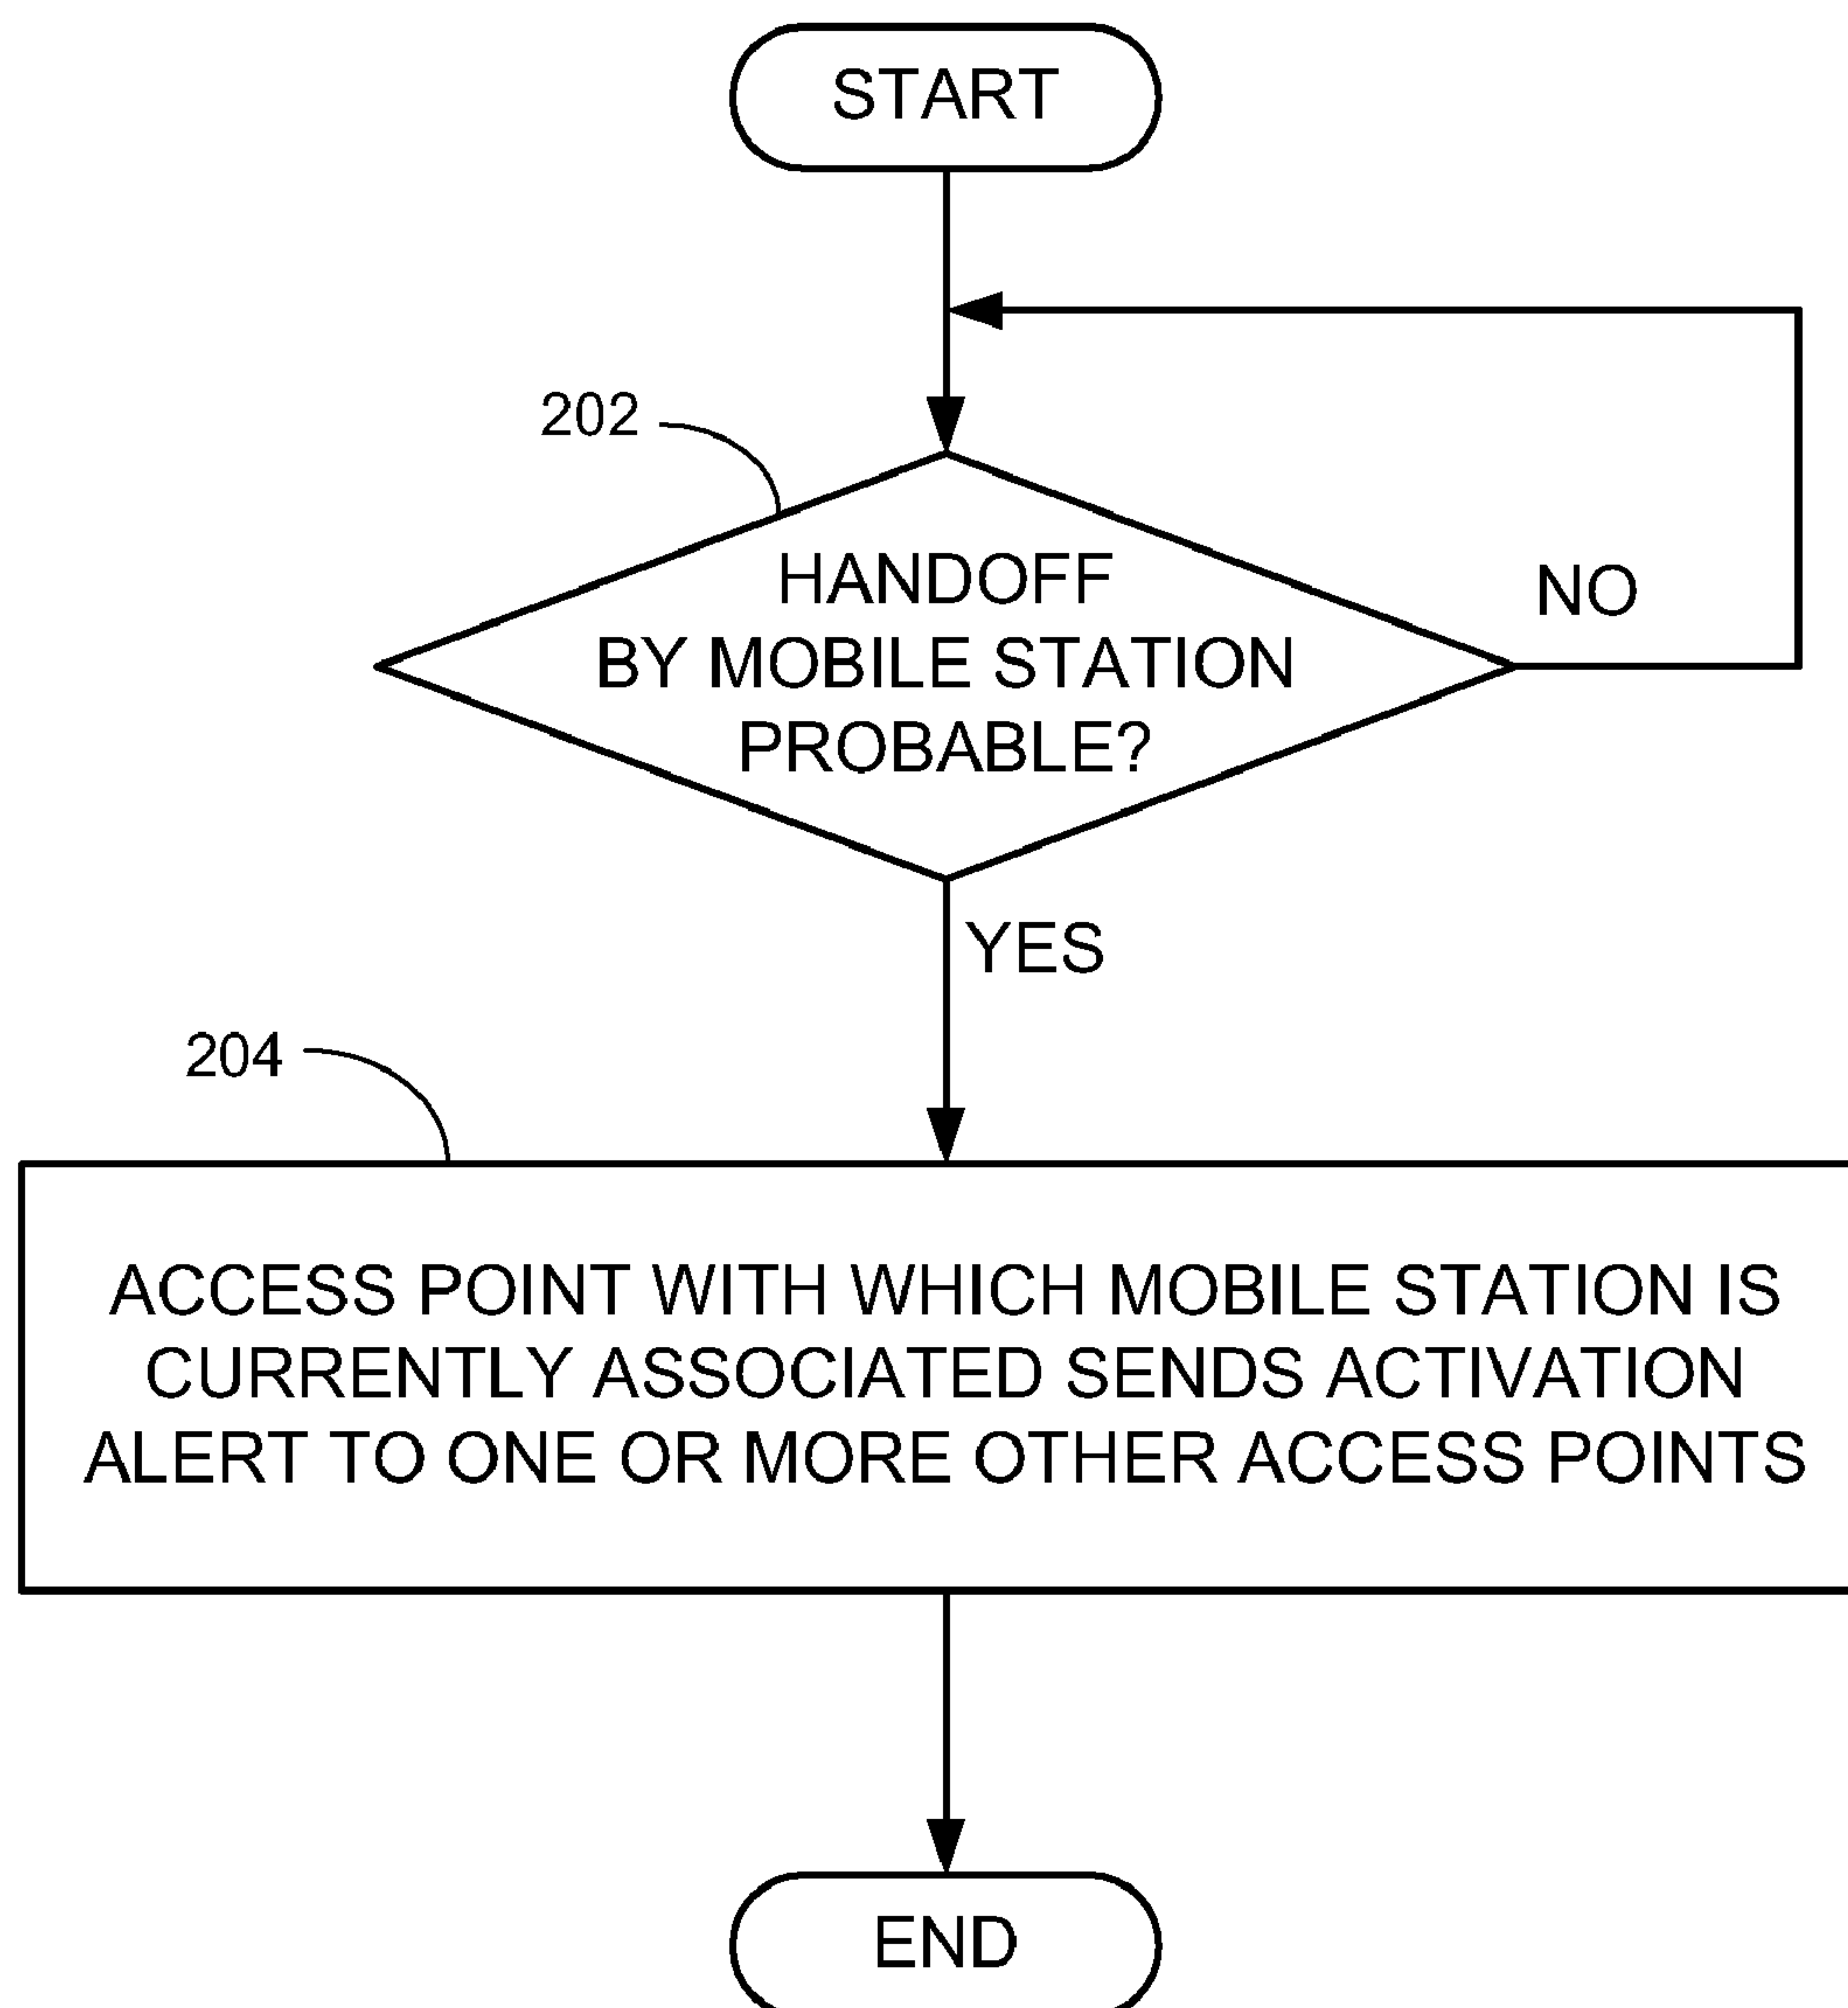 START
202
HANDOFF
BY MOBILE STATION
PROBABLE?
NO
YES
204
ACCESS POINT WITH WHICH MOBILE STATION IS
CURRENTLY ASSOCIATED SENDS ACTIVATION
ALERT TO ONE OR MORE OTHER ACCESS POINTS
END